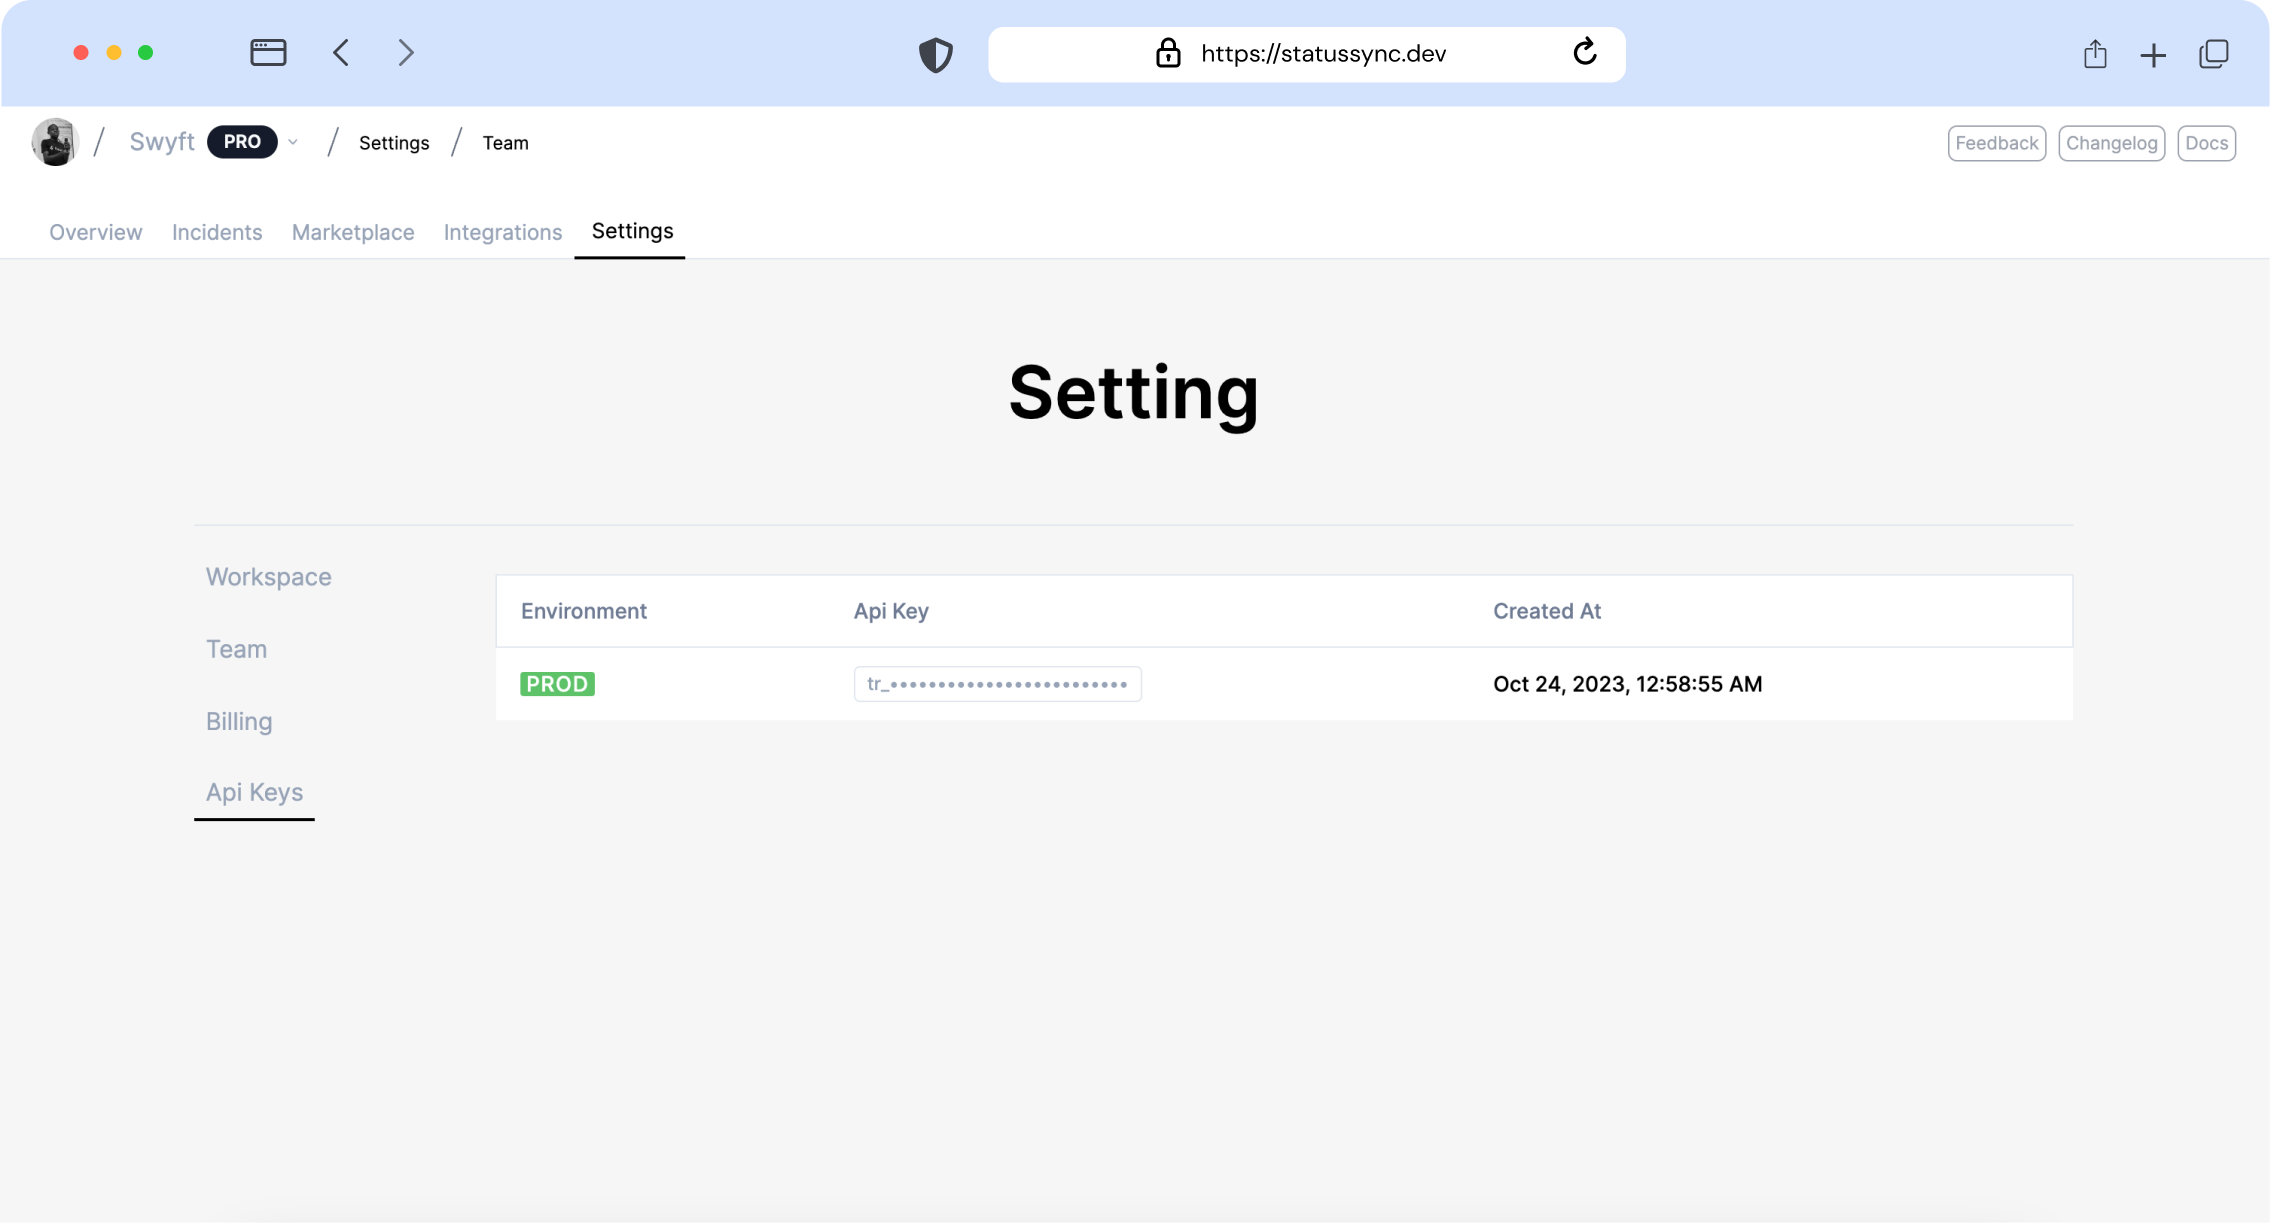 https://statussync.dev
/ Swyft PRO / Settings / Team
Feedback Changelog Docs
Overview Incidents Marketplace Integrations Settings
Setting
Workspace
Team
Billing
Api Keys
Environment Api Key Created At
PROD tr_••••••••••••••••••••••••• Oct 24, 2023, 12:58:55 AM